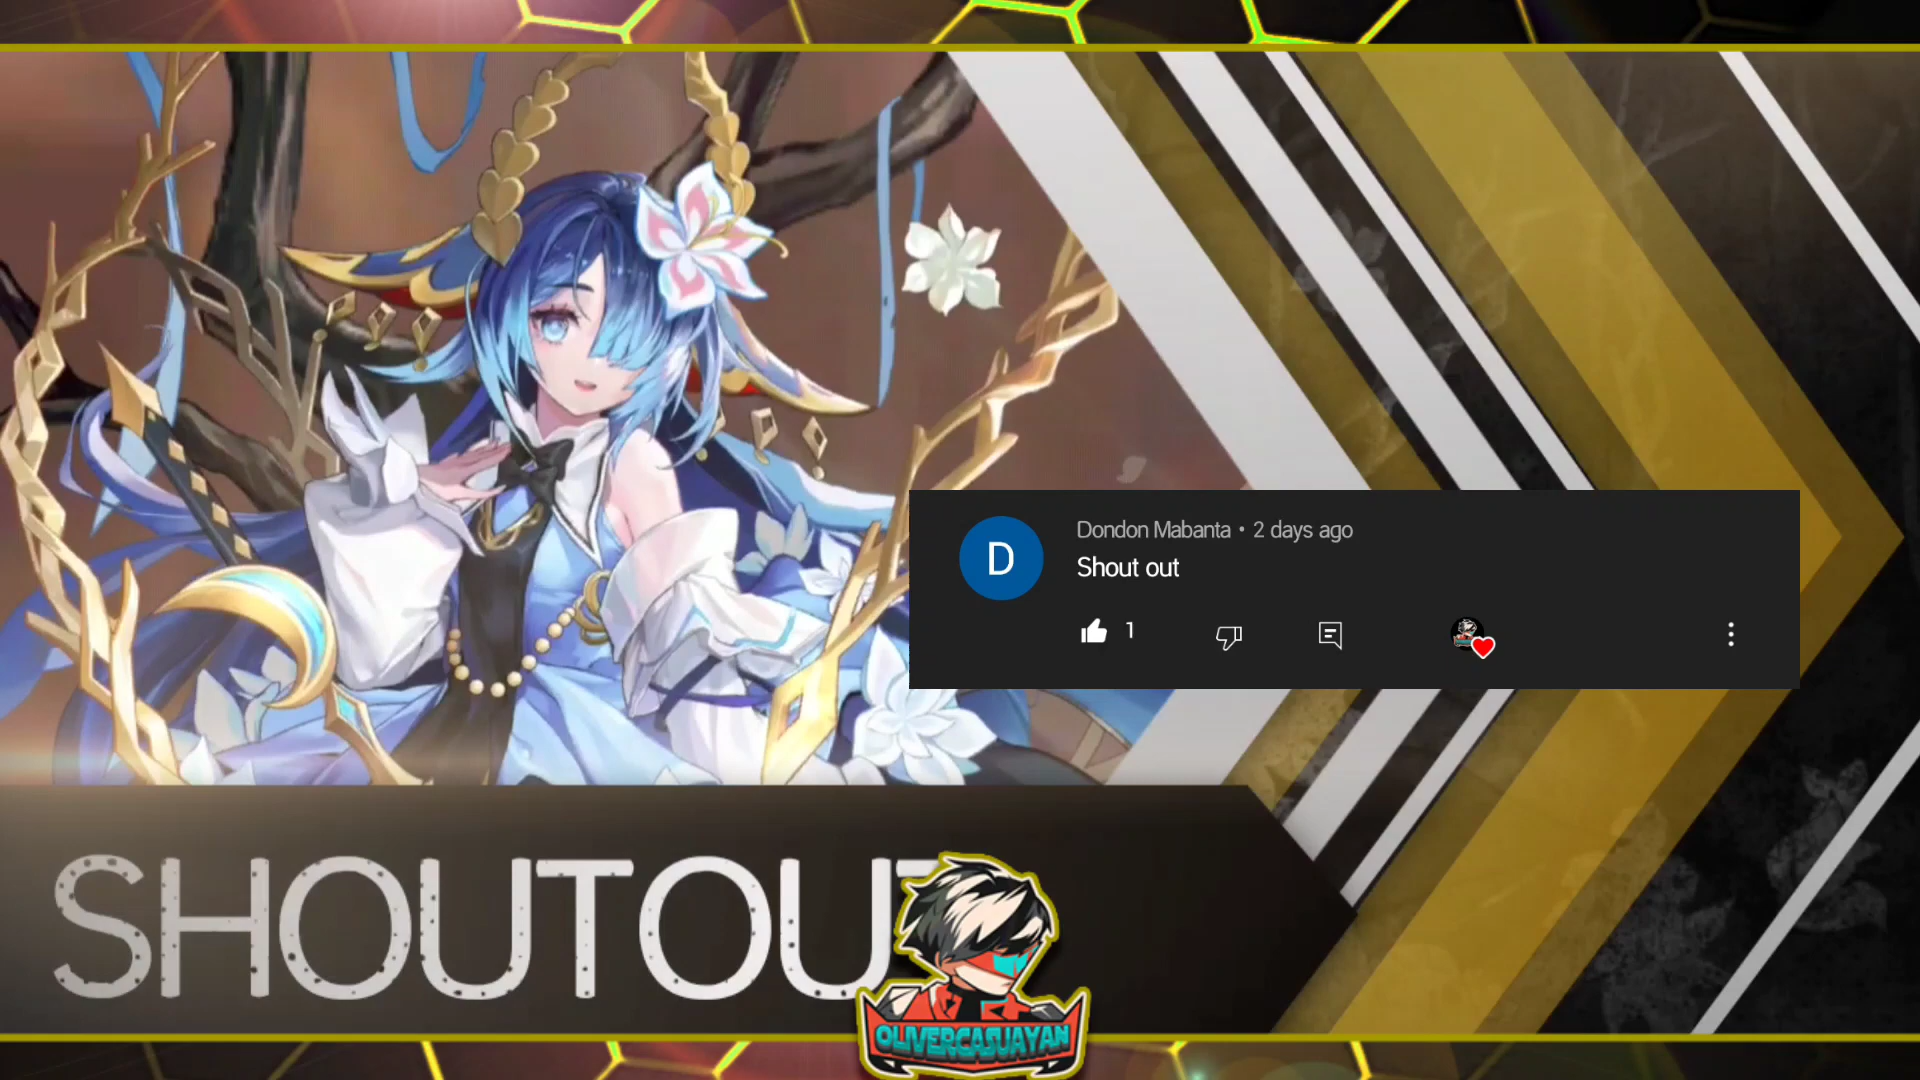 D
Dondon Mabanta • 2 days ago
Shout out
1
SHOUTOUT
OLIVERCASUAYAN